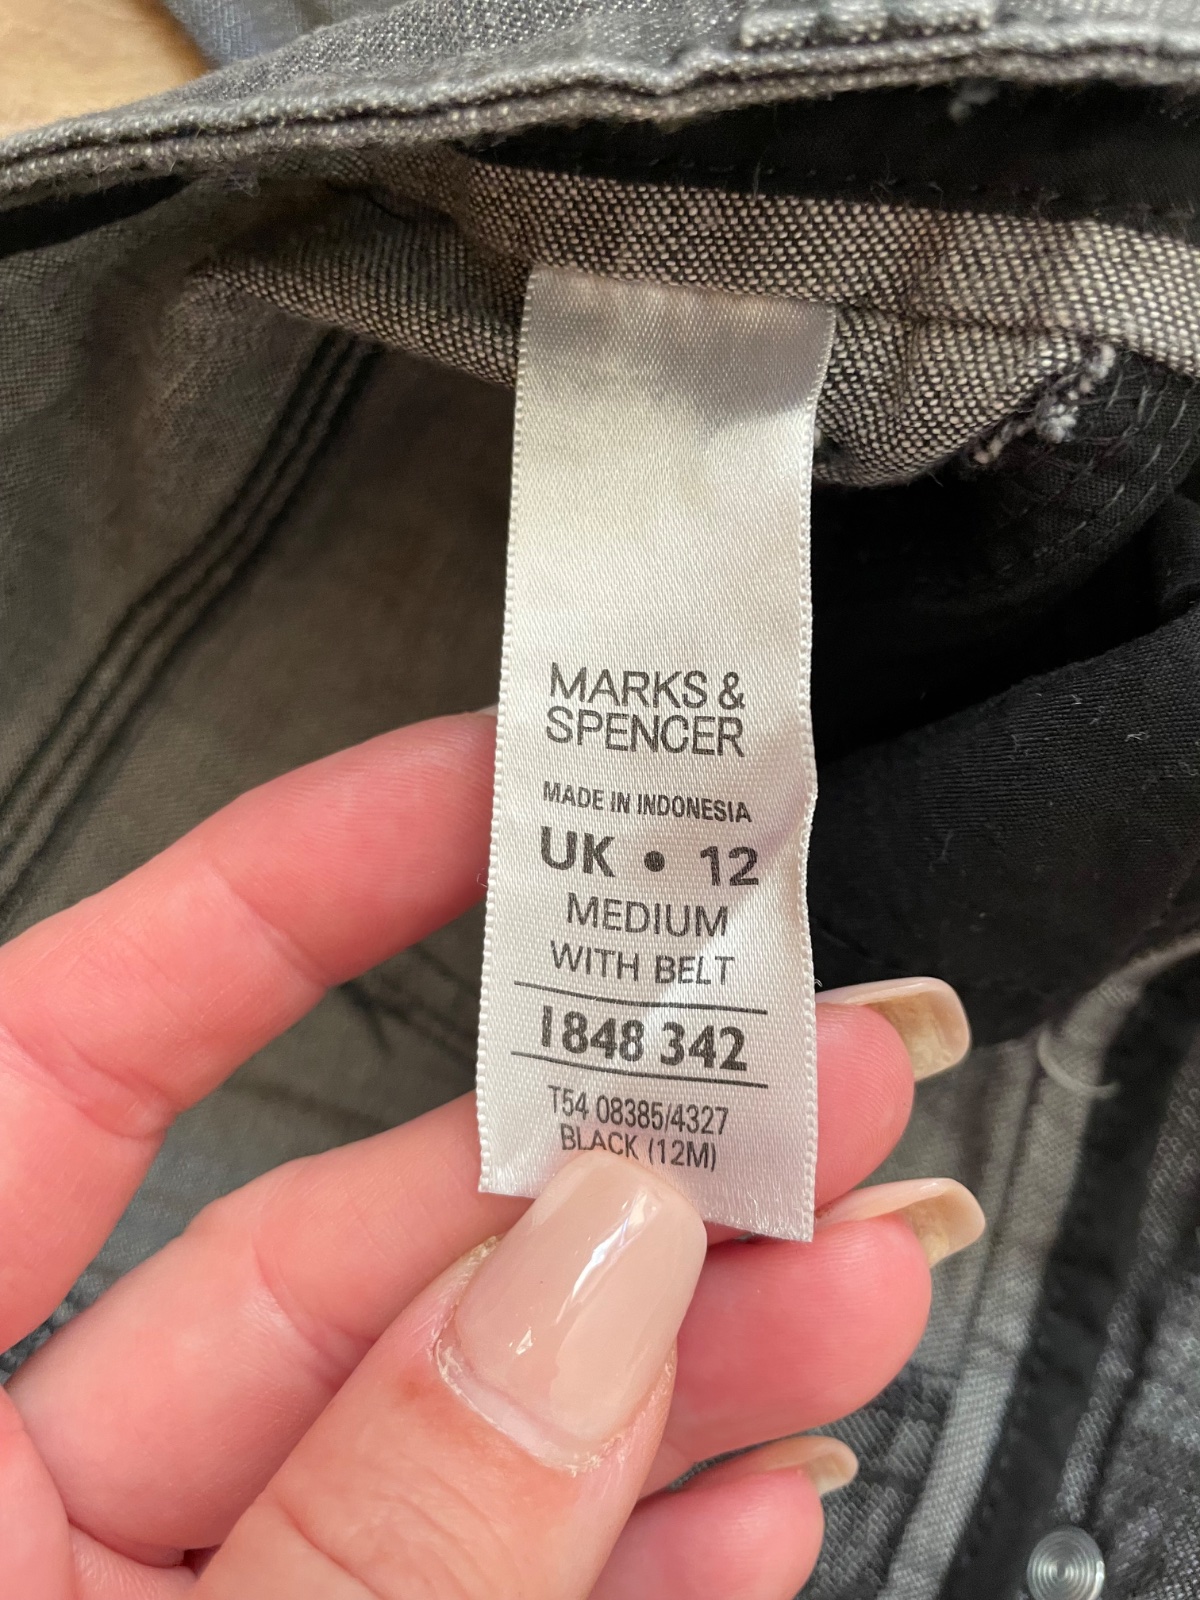 MARKS &
SPENCER
MADE IN INDONESIA
UK • 12
MEDIUM
WITH BELT
1848 342
T54 08385/4327
BLACK (12M)